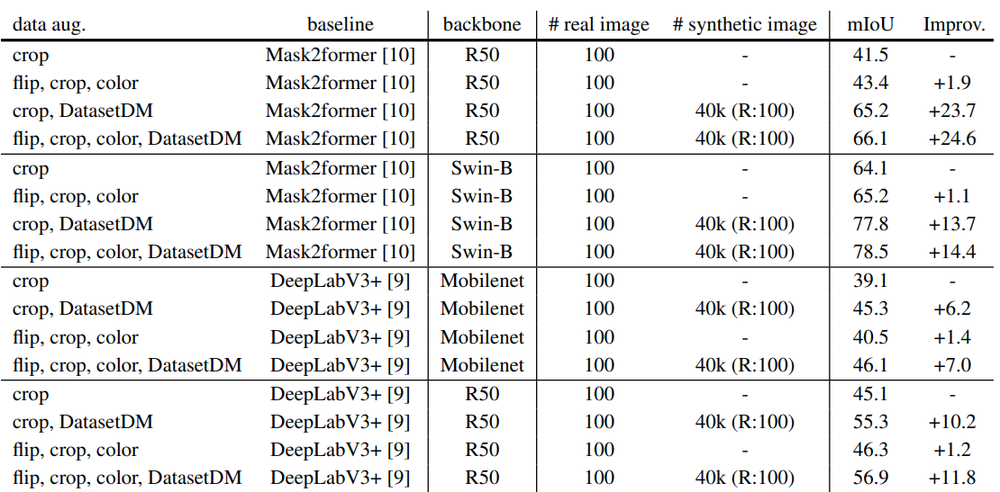 data aug. baseline backbone # real image # synthetic image mIoU Improv.
crop Mask2former [10] R50 100 - 41.5 -
flip, crop, color Mask2former [10] R50 100 - 43.4 +1.9
crop, DatasetDM Mask2former [10] R50 100 40k (R:100) 65.2 +23.7
flip, crop, color, DatasetDM Mask2former [10] R50 100 40k (R:100) 66.1 +24.6
crop Mask2former [10] Swin-B 100 - 64.1 -
flip, crop, color Mask2former [10] Swin-B 100 - 65.2 +1.1
crop, DatasetDM Mask2former [10] Swin-B 100 40k (R:100) 77.8 +13.7
flip, crop, color, DatasetDM Mask2former [10] Swin-B 100 40k (R:100) 78.5 +14.4
crop DeepLabV3+ [9] Mobilenet 100 - 39.1 -
crop, DatasetDM DeepLabV3+ [9] Mobilenet 100 40k (R:100) 45.3 +6.2
flip, crop, color DeepLabV3+ [9] Mobilenet 100 - 40.5 +1.4
flip, crop, color, DatasetDM DeepLabV3+ [9] Mobilenet 100 40k (R:100) 46.1 +7.0
crop DeepLabV3+ [9] R50 100 - 45.1 -
crop, DatasetDM DeepLabV3+ [9] R50 100 40k (R:100) 55.3 +10.2
flip, crop, color DeepLabV3+ [9] R50 100 - 46.3 +1.2
flip, crop, color, DatasetDM DeepLabV3+ [9] R50 100 40k (R:100) 56.9 +11.8